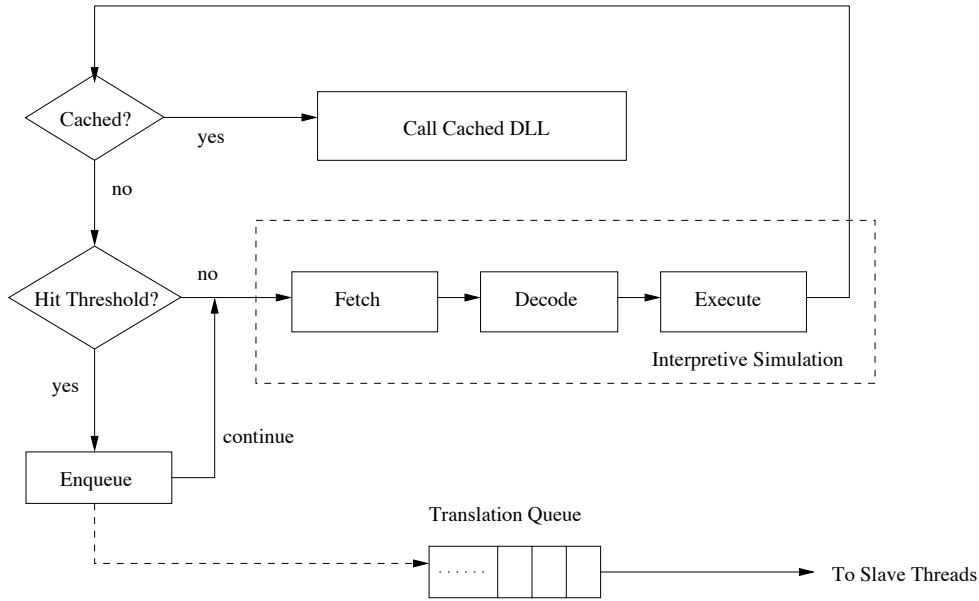 Cached?
yes
Call Cached DLL
no
Hit Threshold?
no
Fetch
Decode
Execute
Interpretive Simulation
yes
continue
Enqueue
Translation Queue
......
To Slave Threads